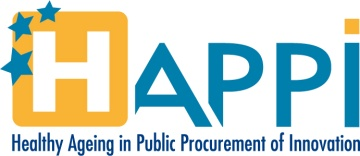 HAPPI
Healthy Ageing in Public Procurement of Innovation